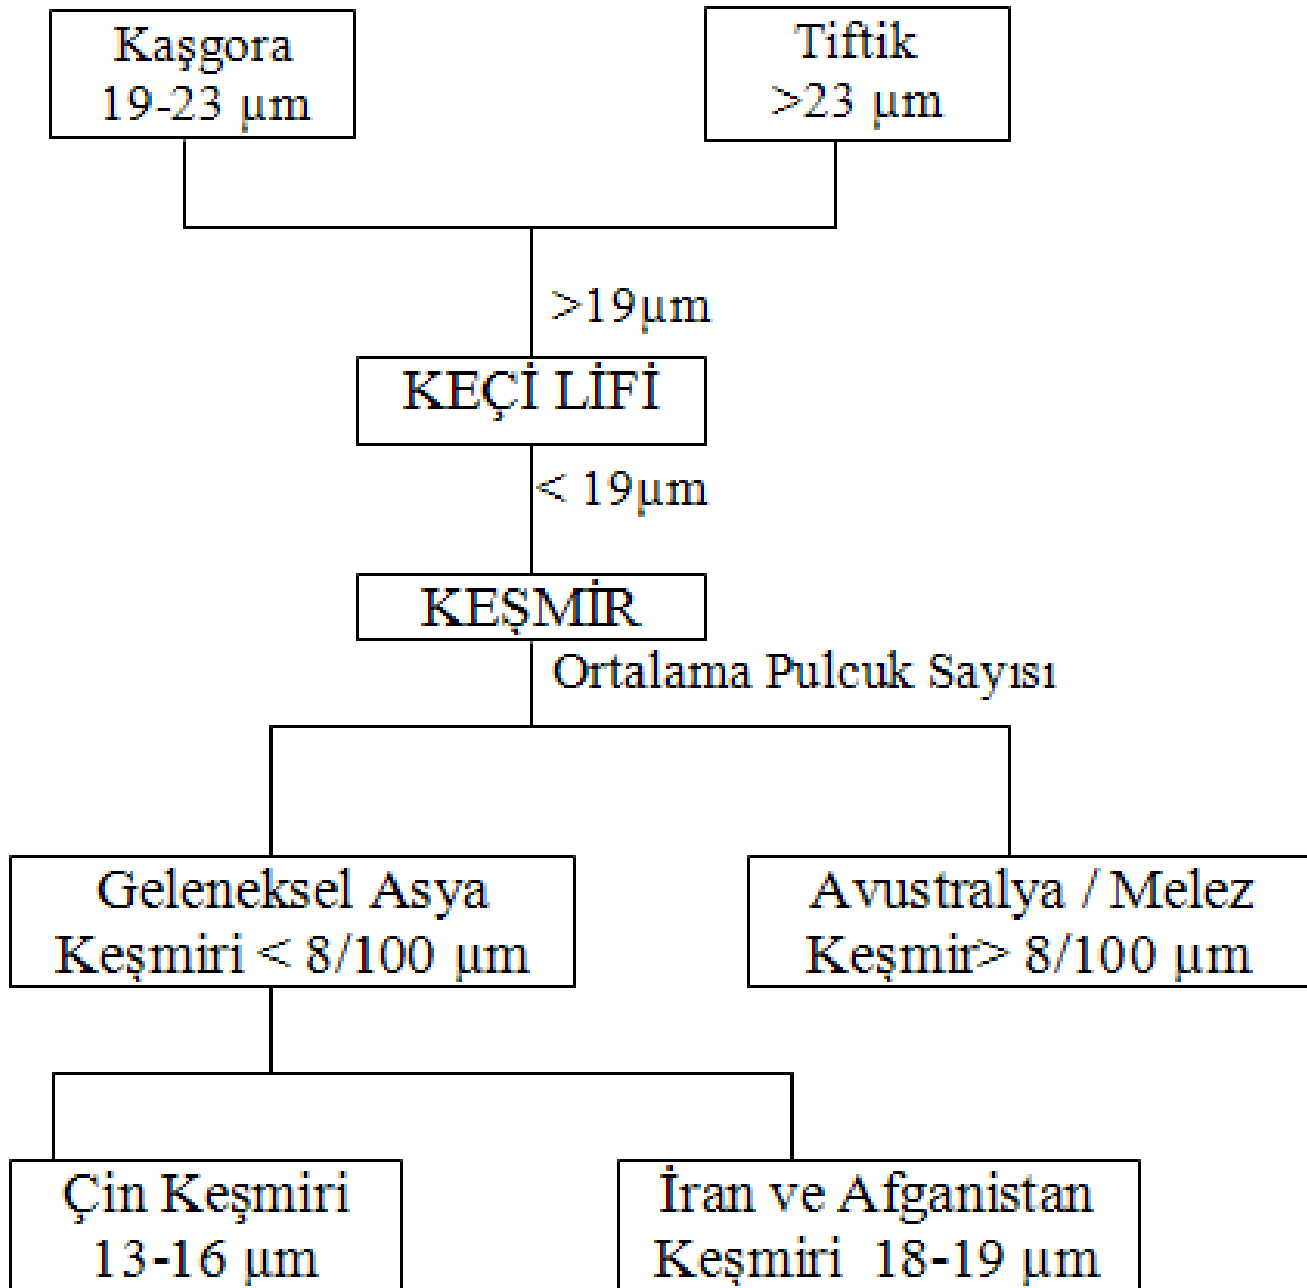 Kaşgora
19-23 µm
Tiftik
>23 µm
>19µm
KEÇİ LİFİ
< 19µm
KEŞMİR
Ortalama Pulcuk Sayısı
Geleneksel Asya
Keşmiri < 8/100 µm
Avustralya / Melez
Keşmir> 8/100 µm
Çin Keşmiri
13-16 µm
İran ve Afganistan
Keşmiri 18-19 µm